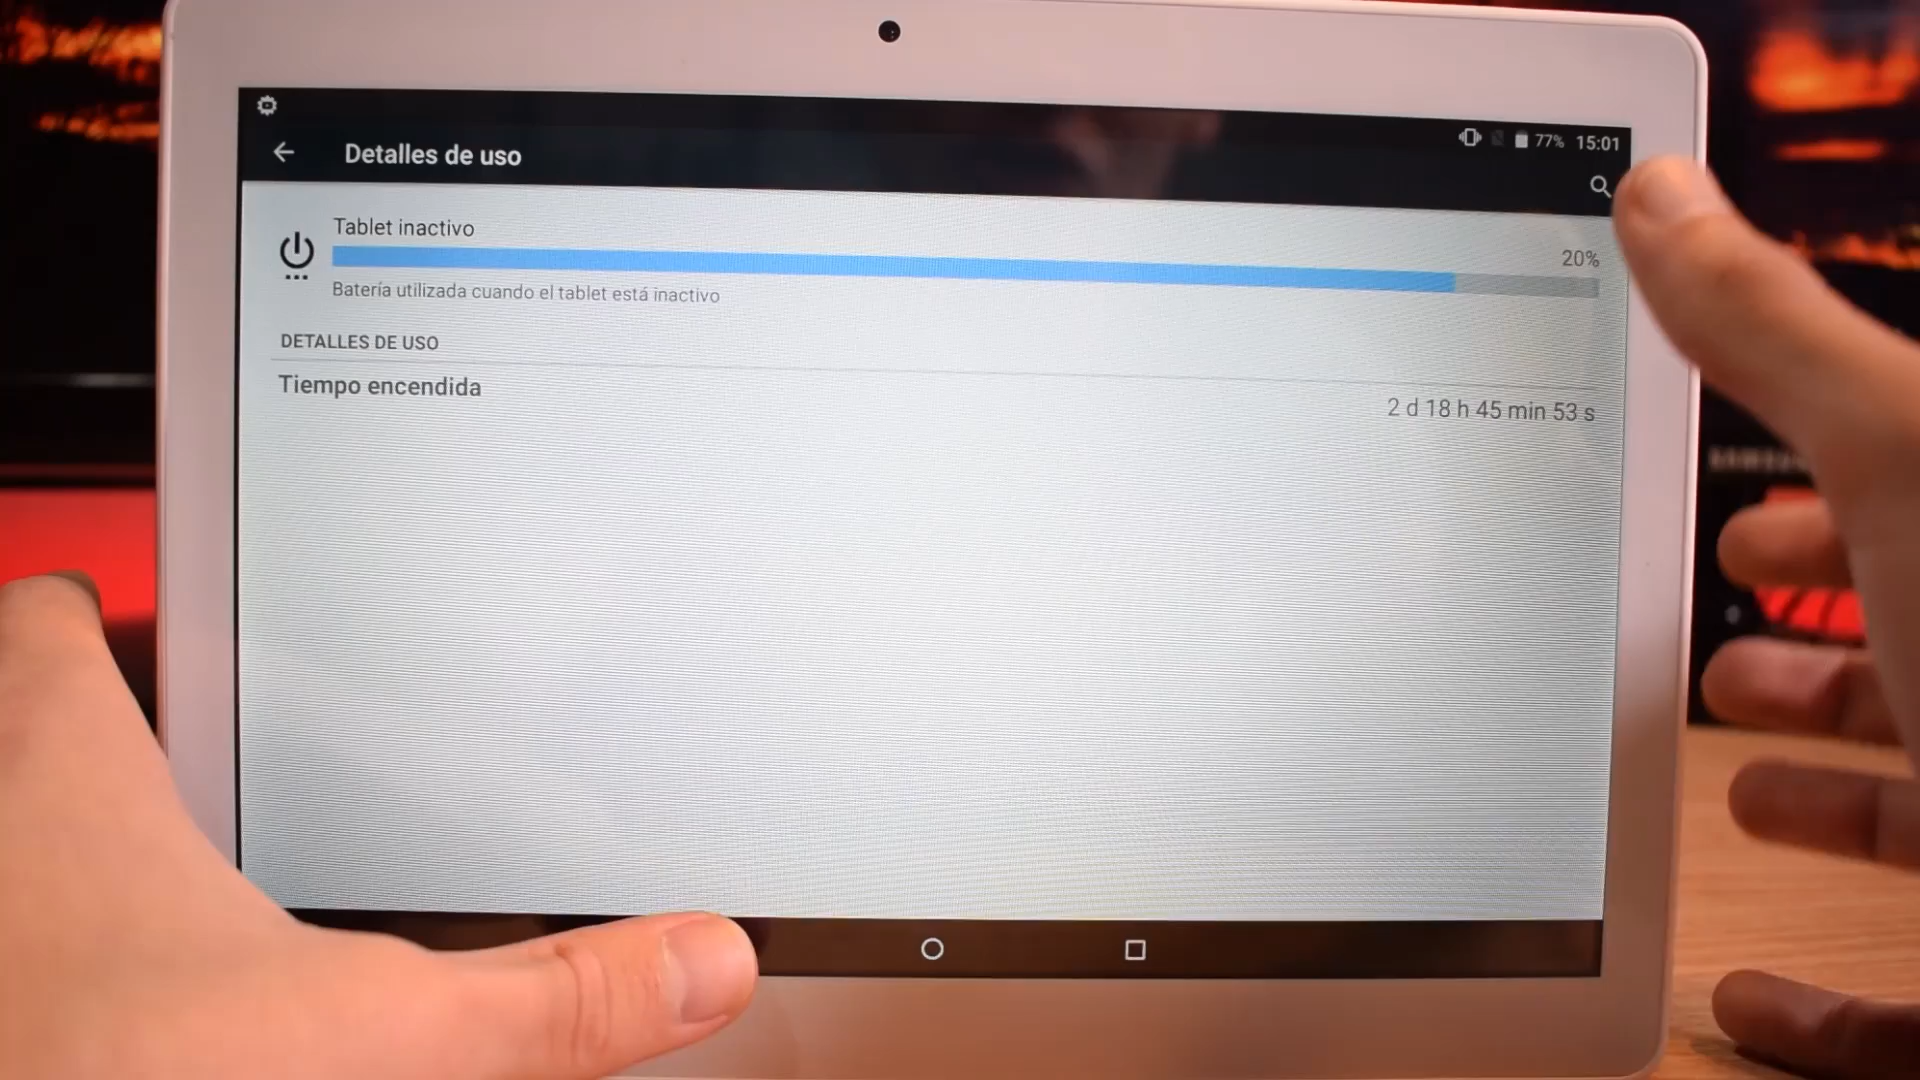 77% 15:01
Detalles de uso
Tablet inactivo
20%
Batería utilizada cuando el tablet está inactivo
DETALLES DE USO
Tiempo encendida
2 d 18 h 45 min 53 s